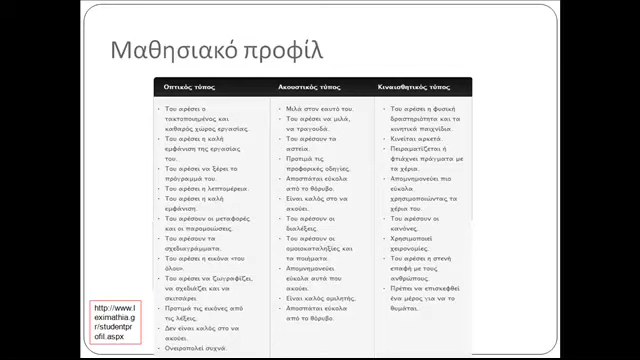 Μαθησιακό προφίλ
Οπτικός τύπος
Του αρέσει ο
τακτοποιημένος και
καθαρός χώρος εργασίας.
Του αρέσει η καλή
εμφάνιση της εργασίας
του.
Του αρέσει να ξέρει το
πρόγραμμά του.
Του αρέσει η λεπτομέρεια.
Του αρέσει η καλή
εμφάνιση.
Του αρέσουν οι μεταφορές
και οι παρομοιώσεις.
Του αρέσουν τα
σχεδιαγράμματα.
Του αρέσει η εικόνα «του
όλου».
Του αρέσει να ζωγραφίζει,
να σχεδιάζει και να
σκιτσάρει.
Προτιμά τις εικόνες από
τις λέξεις.
Δεν είναι καλός στο να
ακούει.
Ονειροπολεί συχνά.
Ακουστικός τύπος
Μιλά στον εαυτό του.
Του αρέσει να μιλά,
να τραγουδά.
Του αρέσουν τα
αστεία.
Προτιμά τις
προφορικές οδηγίες.
Αποσπάται εύκολα
από το θόρυβο.
Είναι καλός στο να
ακούει.
Του αρέσουν οι
διαλέξεις.
Του αρέσουν οι
ομοιοκαταληξίες και
τα ποιήματα.
Απομνημονεύει
εύκολα αυτά που
ακούει.
Είναι καλός ομιλητής.
Αποσπάται εύκολα
από το θόρυβο.
Κιναισθητικός τύπος
Του αρέσει η φυσική
δραστηριότητα και τα
κινητικά παιχνίδια.
Κινείται αρκετά.
Πειραματίζεται ή
φτιάχνει πράγματα με
τα χέρια.
Απομνημονεύει πιο
εύκολα
χρησιμοποιώντας τα
χέρια του.
Του αρέσουν οι
κανόνες.
Χρησιμοποιεί
χειρονομίες.
Του αρέσει η στενή
επαφή με τους
ανθρώπους.
Πρέπει να επισκεφθεί
ένα μέρος για να το
θυμάται.
http://www.l
eximathia.g
r/studentpr
ofil.aspx